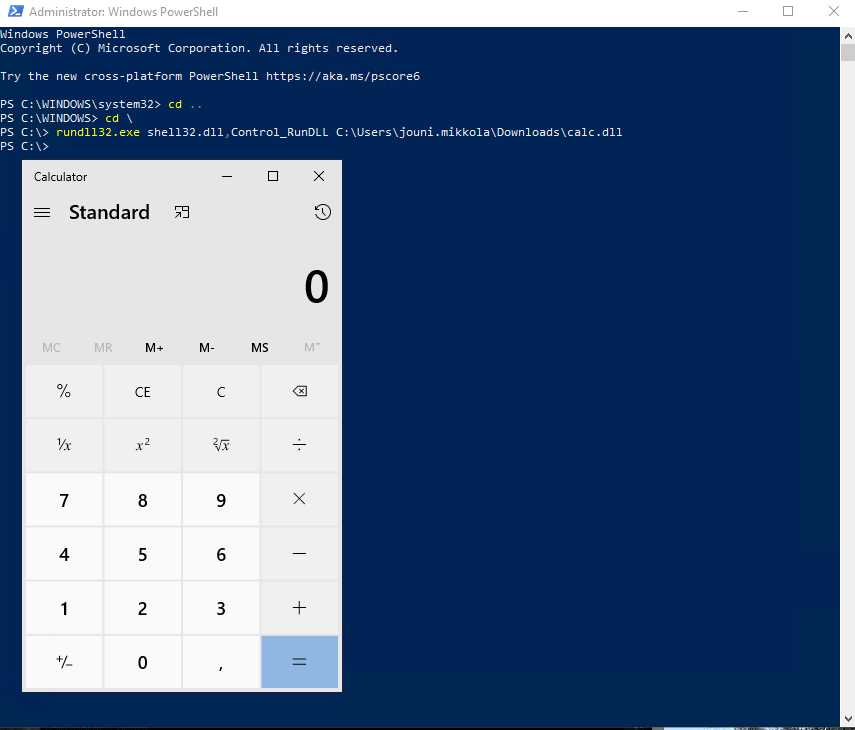 Administrator: Windows PowerShell
Windows PowerShell
Copyright (C) Microsoft Corporation. All rights reserved.
Try the new cross-platform PowerShell https://aka.ms/pscore6
PS C:\WINDOWS\system32> cd ..
PS C:\WINDOWS> cd \
PS C:\> rundll32.exe shell32.dll,Control_RunDLL C:\Users\jouni.mikkola\Downloads\calc.dll
PS C:\>
Calculator
Standard
0
MC MR M+ M- MS M˅
% CE C
¹/x x² ²√x ÷
7 8 9 ×
4 5 6 −
1 2 3 +
+/− 0 , =